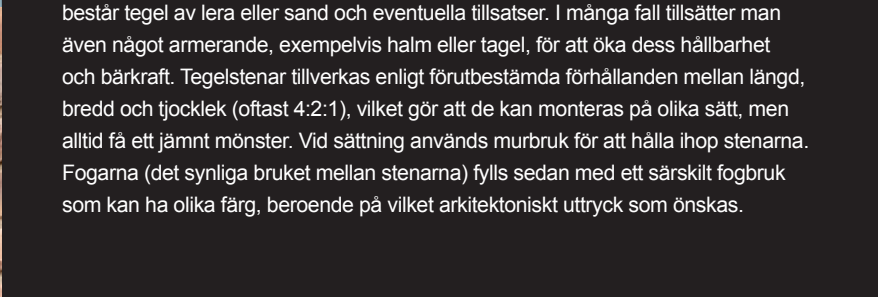 består tegel av lera eller sand och eventuella tillsatser. I många fall tillsätter man
även något armerande, exempelvis halm eller tagel, för att öka dess hållbarhet
och bärkraft. Tegelstenar tillverkas enligt förutbestämda förhållanden mellan längd,
bredd och tjocklek (oftast 4:2:1), vilket gör att de kan monteras på olika sätt, men
alltid få ett jämnt mönster. Vid sättning används murbruk för att hålla ihop stenarna.
Fogarna (det synliga bruket mellan stenarna) fylls sedan med ett särskilt fogbruk
som kan ha olika färg, beroende på vilket arkitektoniskt uttryck som önskas.